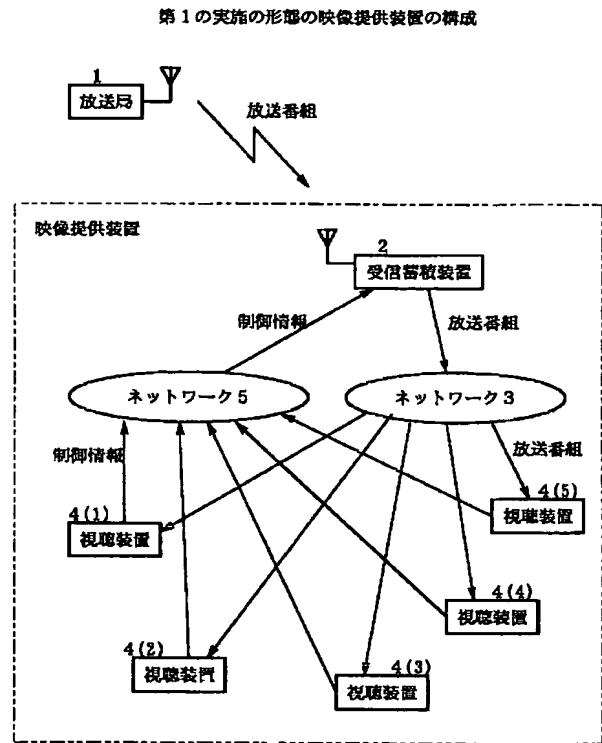 第1の実施の形態の映像提供装置の構成
1
放送局
放送番組
映像提供装置
2
受信蓄積装置
制御情報
放送番組
ネットワーク5
ネットワーク3
制御情報
放送番組
4(5)
視聴装置
4(1)
視聴装置
4(4)
視聴装置
4(2)
視聴装置
4(3)
視聴装置